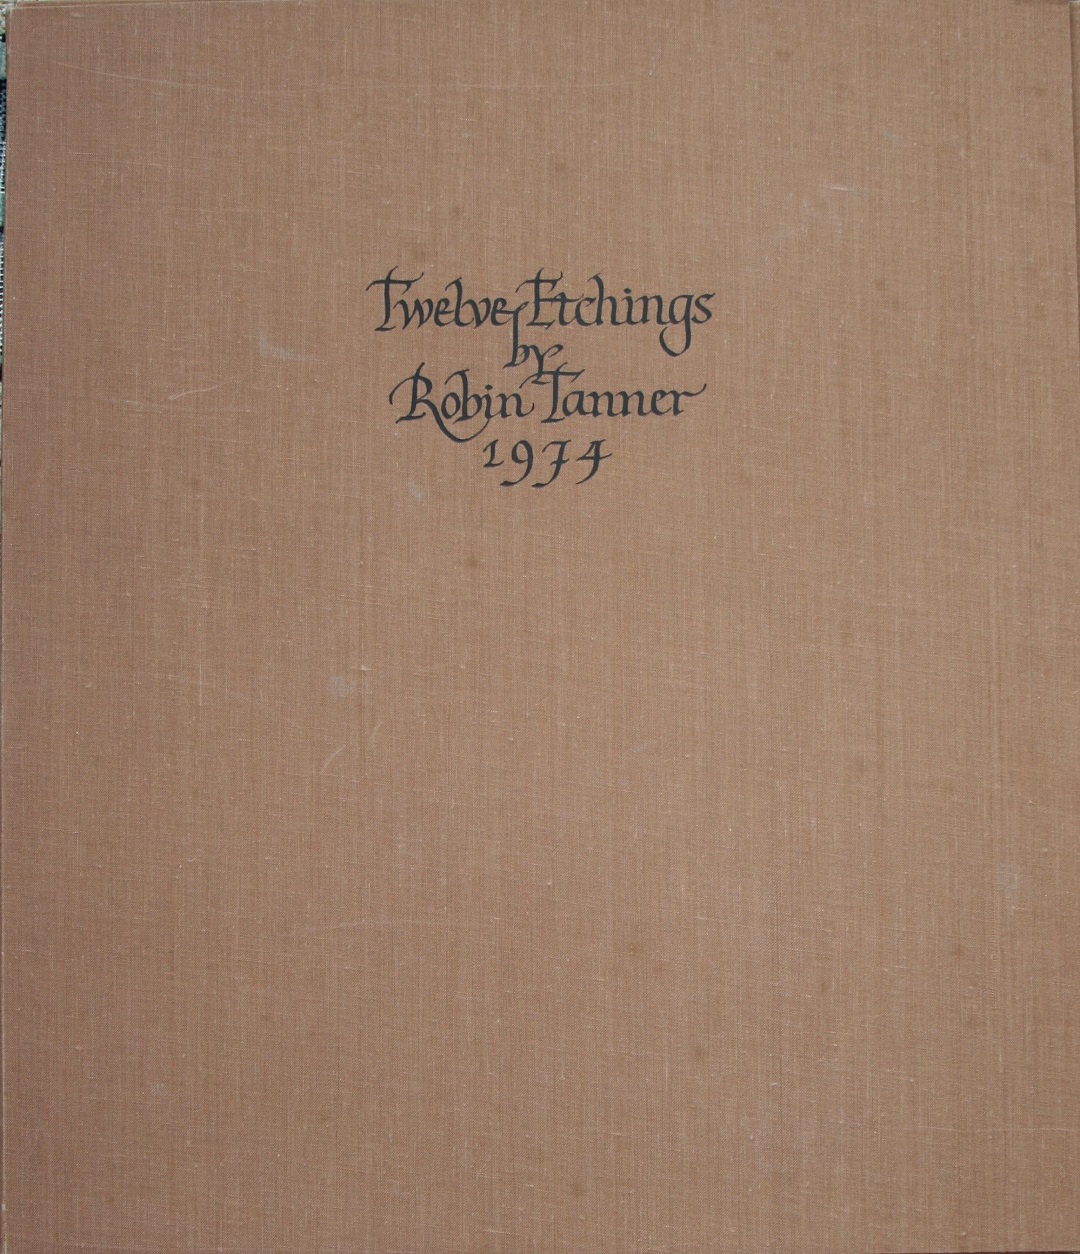 Twelve Etchings
by
Robin Tanner
1974